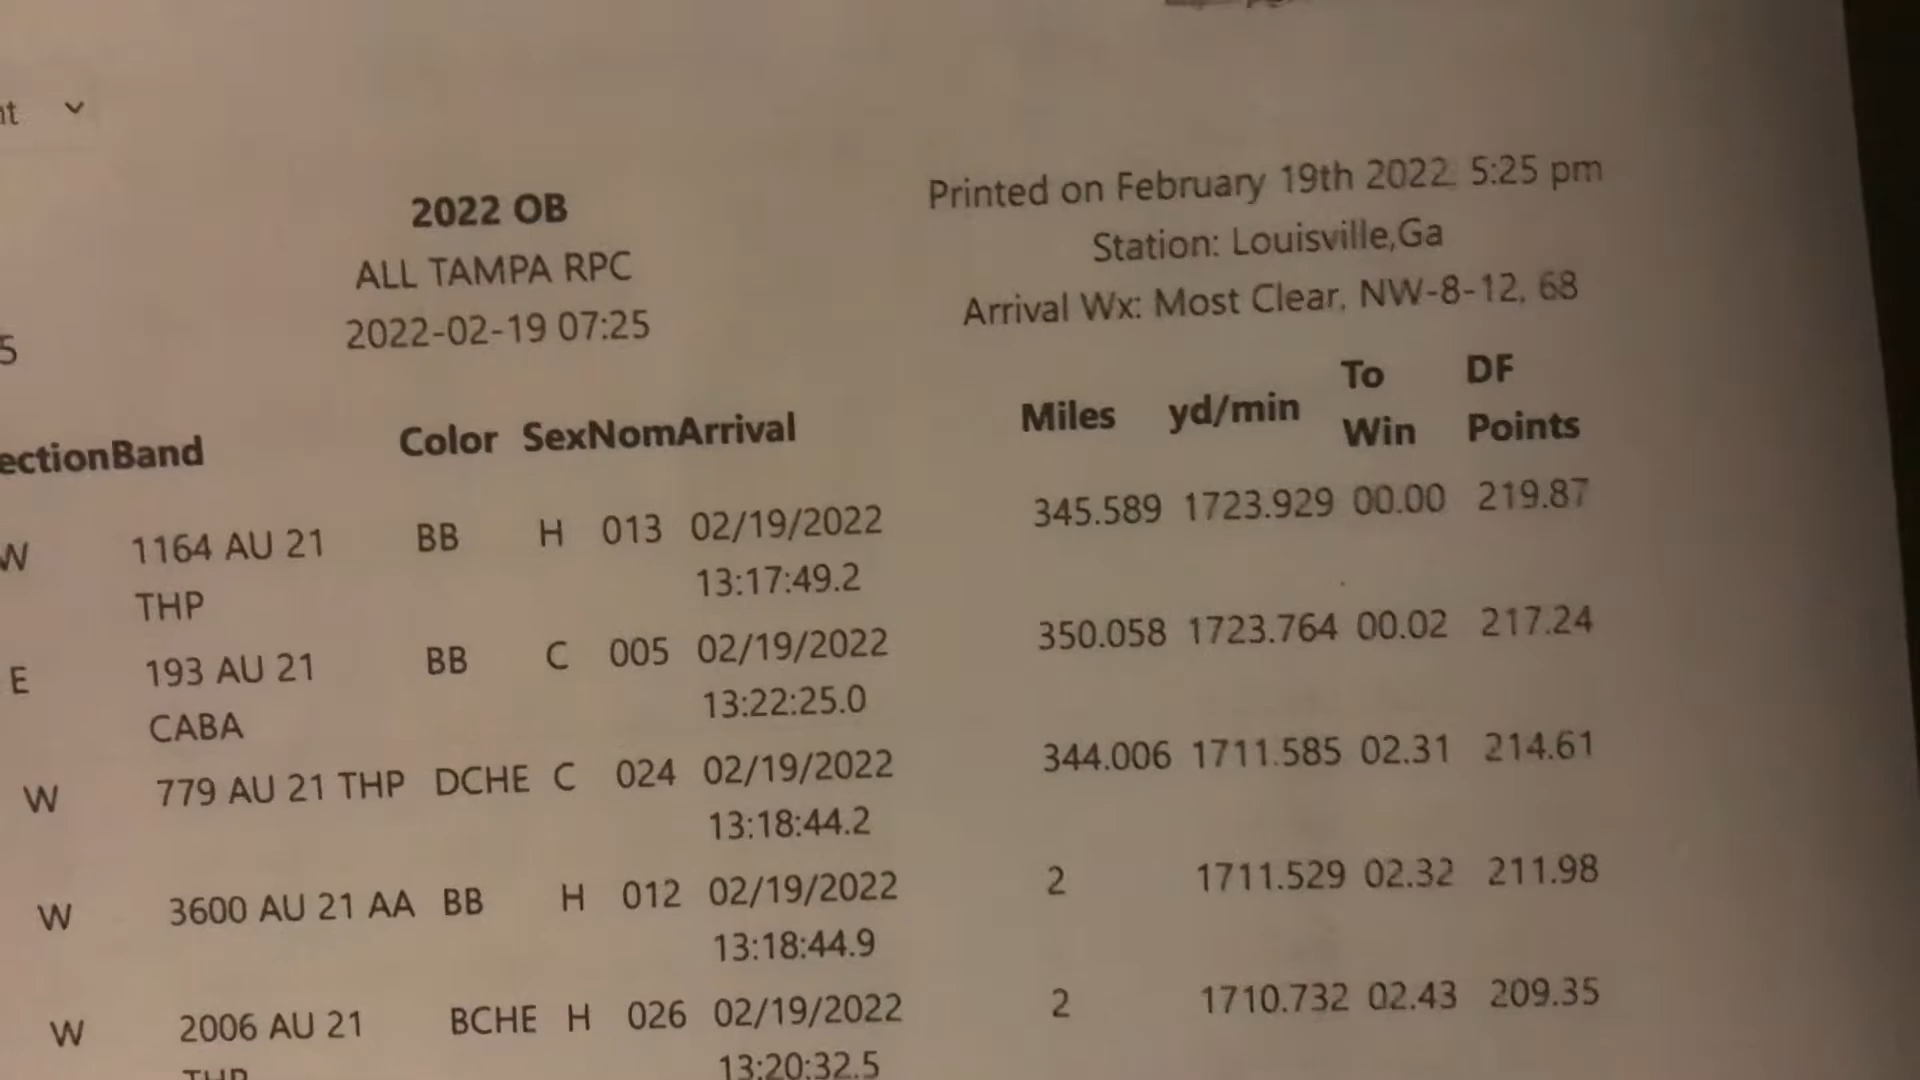 nt
2022 OB
ALL TAMPA RPC
2022-02-19 07:25
Printed on February 19th 2022, 5:25 pm
Station: Louisville,Ga
Arrival Wx: Most Clear, NW-8-12, 68
5
ectionBand Color SexNomArrival Miles yd/min To Win DF Points
W 1164 AU 21 BB H 013 02/19/2022 345.589 1723.929 00.00 219.87
THP 13:17:49.2
E 193 AU 21 BB C 005 02/19/2022 350.058 1723.764 00.02 217.24
CABA 13:22:25.0
W 779 AU 21 THP DCHE C 024 02/19/2022 344.006 1711.585 02.31 214.61
13:18:44.2
W 3600 AU 21 AA BB H 012 02/19/2022 2 1711.529 02.32 211.98
13:18:44.9
W 2006 AU 21 BCHE H 026 02/19/2022 2 1710.732 02.43 209.35
THP 13:20:32.5